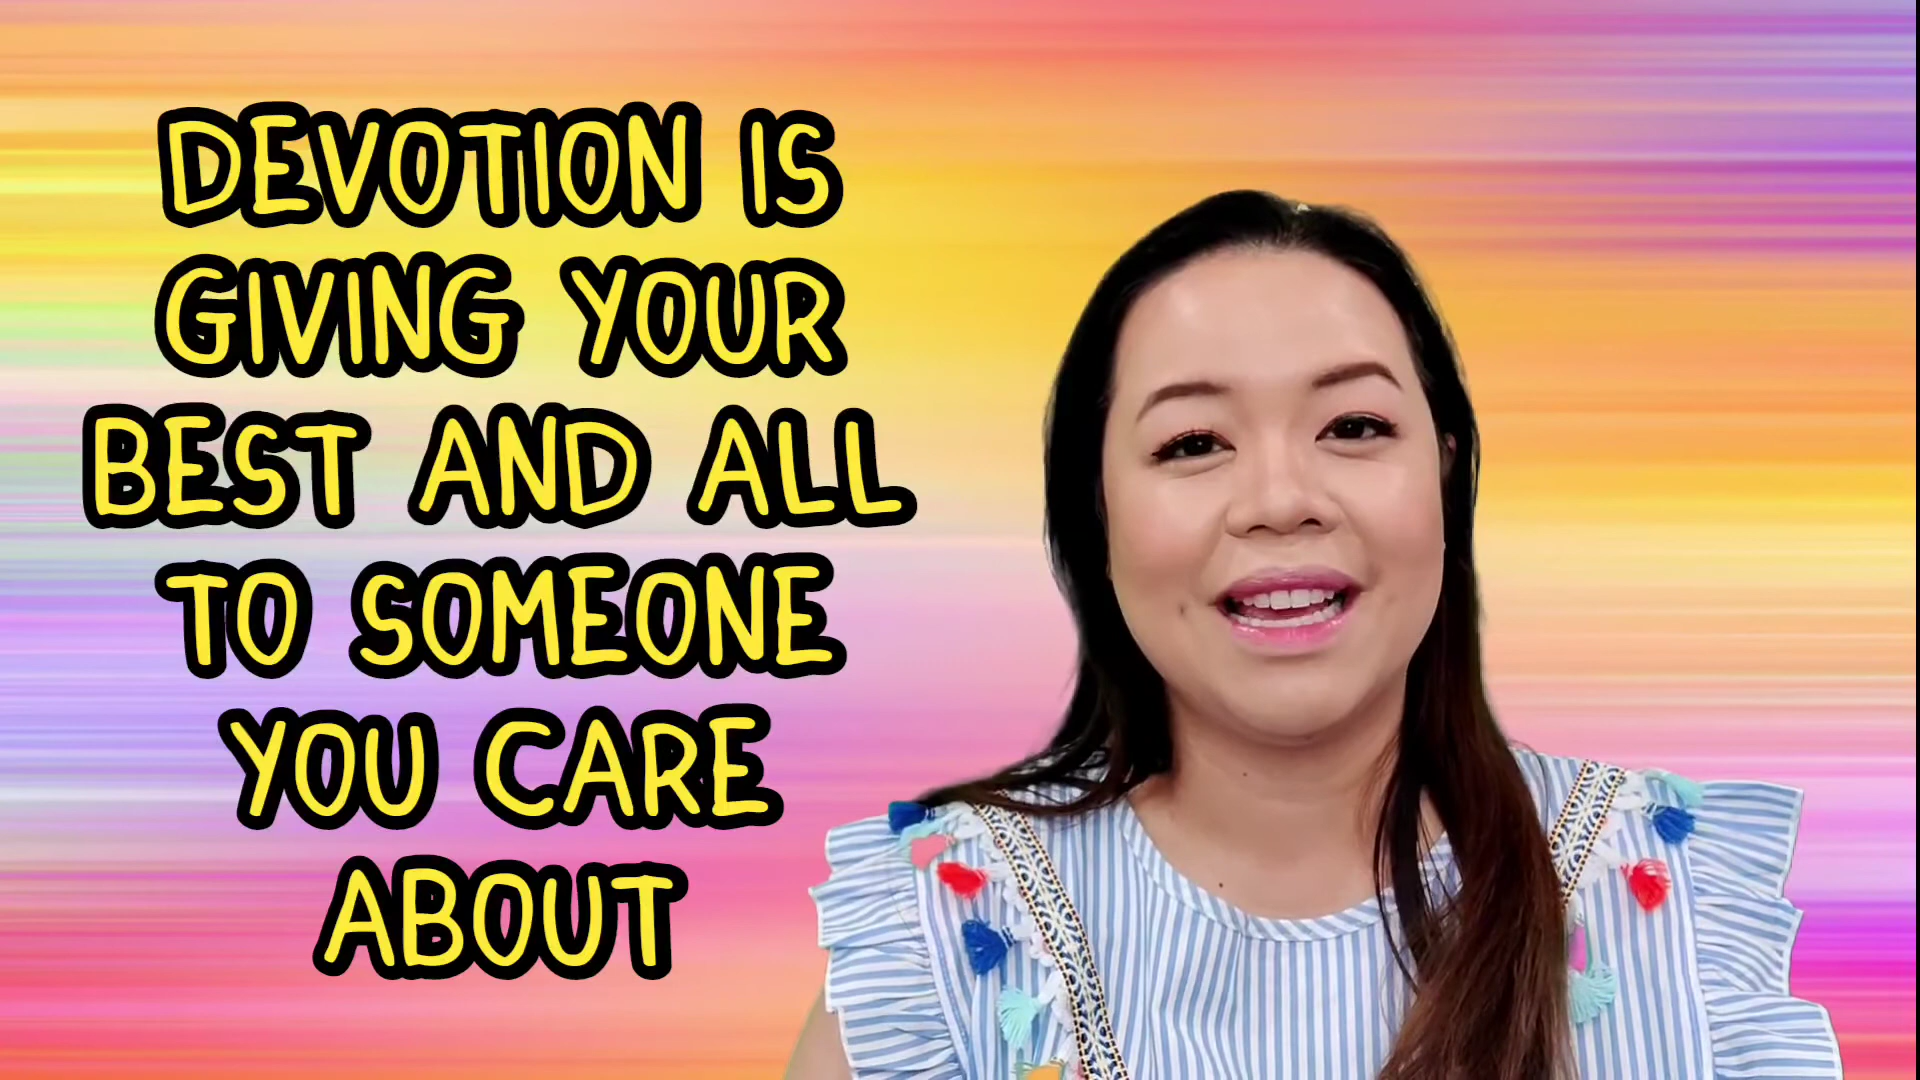 DEVOTION IS
GIVING YOUR
BEST AND ALL
TO SOMEONE
YOU CARE
ABOUT